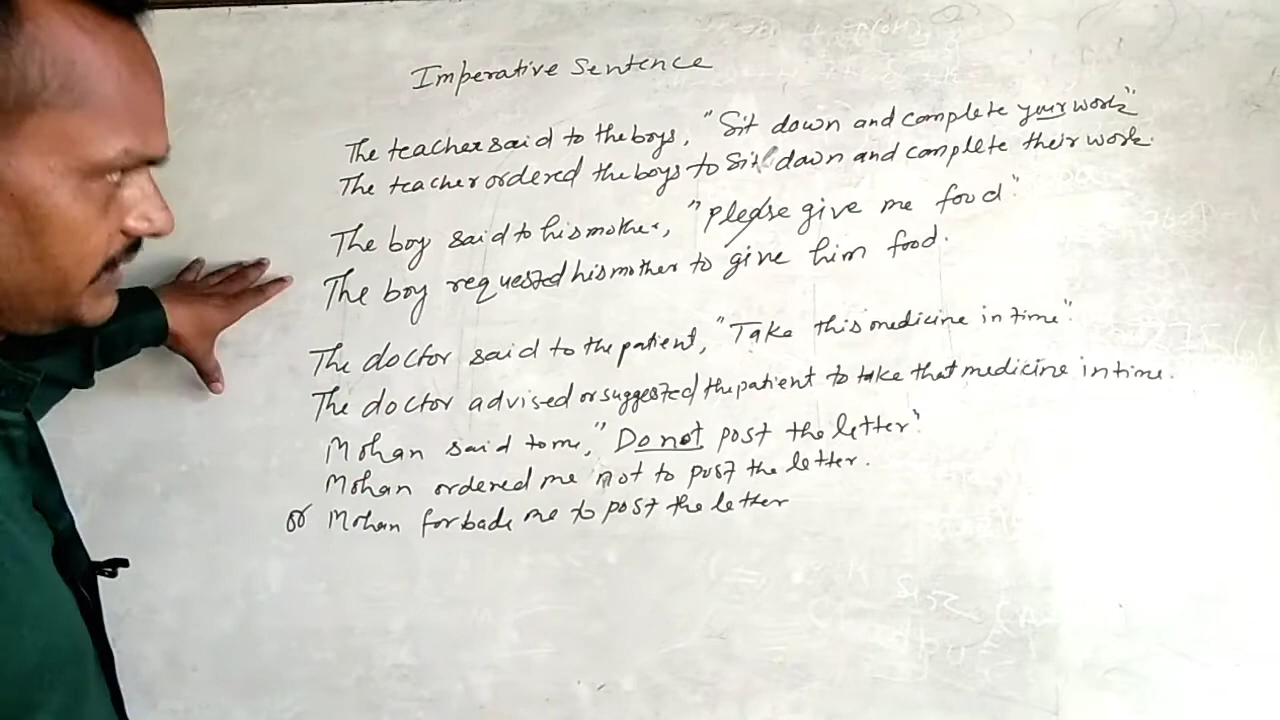 Imperative Sentence
The teacher said to the boys, "Sit down and complete your work"
The teacher ordered the boys to sit down and complete their work.
The boy said to his mother, "please give me food"
The boy requested his mother to give him food.
The doctor said to the patient, "Take this medicine in time".
The doctor advised or suggested the patient to take that medicine in time.
Mohan said to me, "Do not post the letter"
Mohan ordered me not to post the letter.
or Mohan forbade me to post the letter